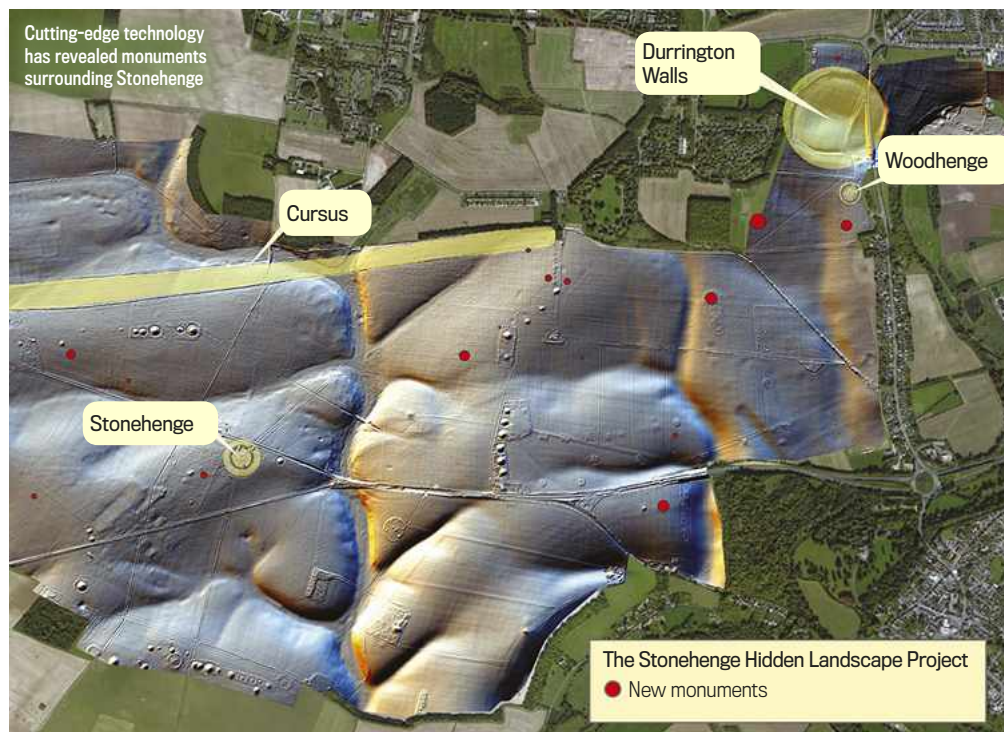 Cutting-edge technology
has revealed monuments
surrounding Stonehenge
Durrington
Walls
Woodhenge
Cursus
Stonehenge
The Stonehenge Hidden Landscape Project
New monuments